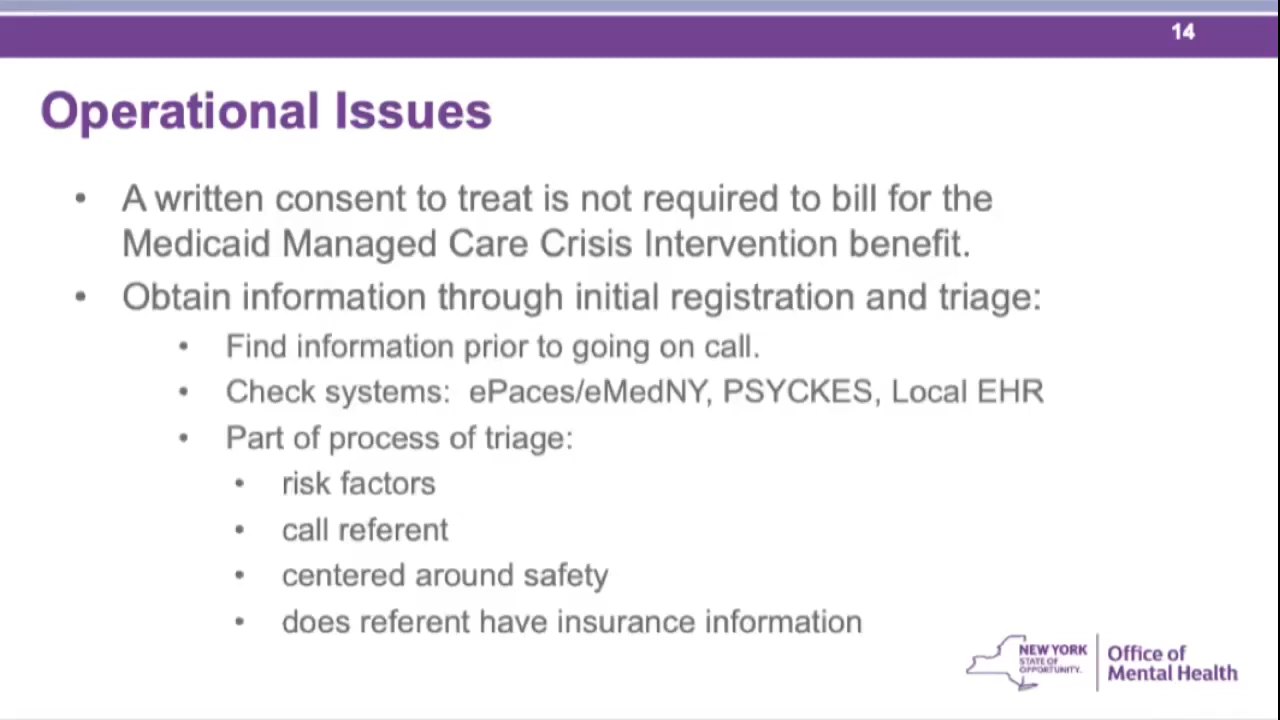 14
Operational Issues
• A written consent to treat is not required to bill for the
Medicaid Managed Care Crisis Intervention benefit.
• Obtain information through initial registration and triage:
• Find information prior to going on call.
• Check systems:  ePaces/eMedNY, PSYCKES, Local EHR
• Part of process of triage:
• risk factors
• call referent
• centered around safety
• does referent have insurance information
NEW YORK
STATE OF
OPPORTUNITY.
Office of
Mental Health